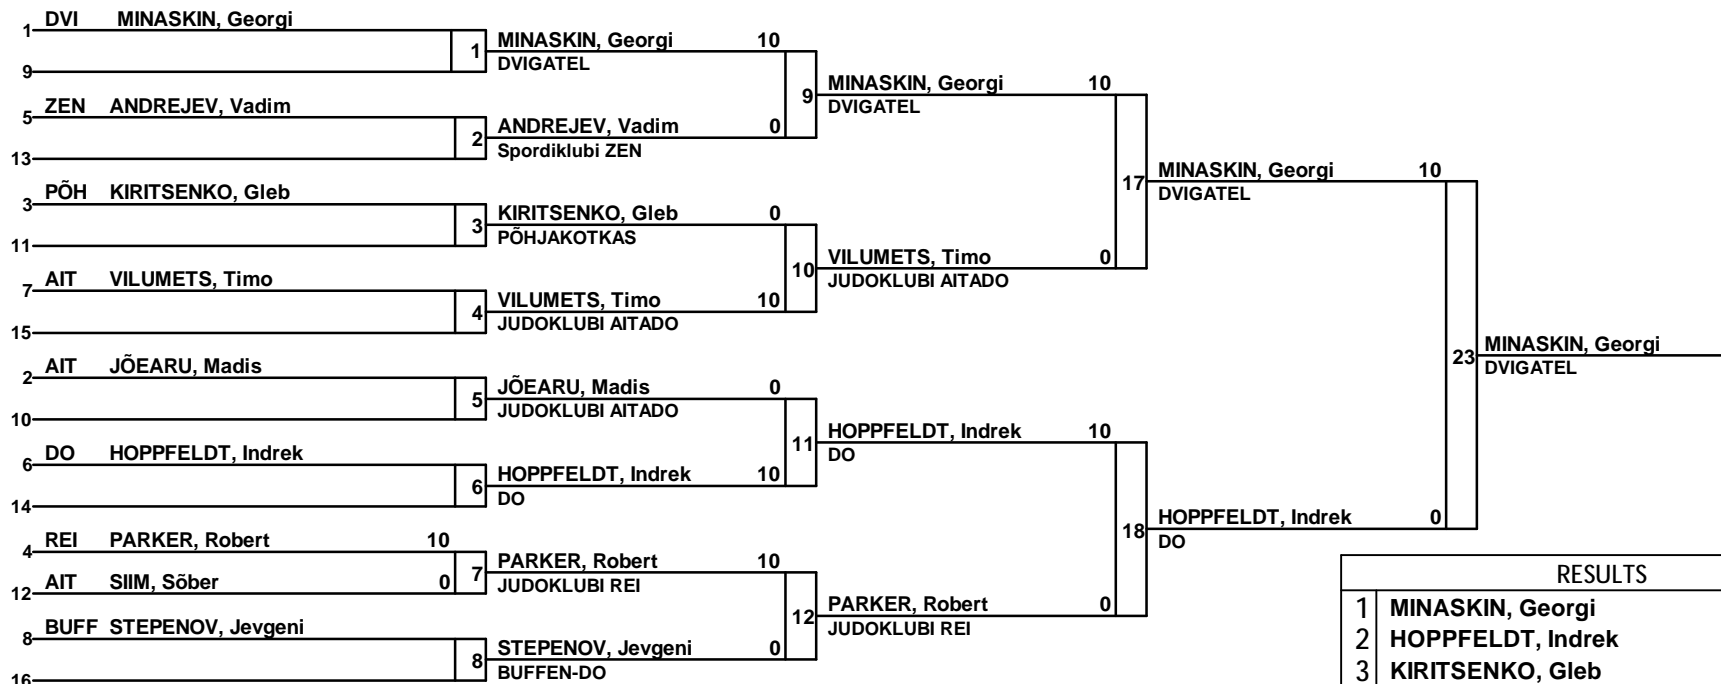 1 DVI MINASKIN, Georgi
9
1
MINASKIN, Georgi 10
DVIGATEL
5 ZEN ANDREJEV, Vadim
13
2
ANDREJEV, Vadim 0
Spordiklubi ZEN
9
MINASKIN, Georgi 10
DVIGATEL
3 PÕH KIRITSENKO, Gleb
11
3
KIRITSENKO, Gleb 0
PÕHJAKOTKAS
7 AIT VILUMETS, Timo
15
4
VILUMETS, Timo 10
JUDOKLUBI AITADO
10
VILUMETS, Timo 0
JUDOKLUBI AITADO
17
MINASKIN, Georgi 10
DVIGATEL
2 AIT JÕEARU, Madis
10
5
JÕEARU, Madis 0
JUDOKLUBI AITADO
6 DO HOPPFELDT, Indrek
14
6
HOPPFELDT, Indrek 10
DO
11
HOPPFELDT, Indrek 10
DO
4 REI PARKER, Robert 10
12 AIT SIIM, Sõber 0
7
PARKER, Robert 10
JUDOKLUBI REI
8 BUFF STEPENOV, Jevgeni
16
8
STEPENOV, Jevgeni 0
BUFFEN-DO
12
PARKER, Robert 0
JUDOKLUBI REI
18
HOPPFELDT, Indrek 0
DO
23
MINASKIN, Georgi
DVIGATEL
RESULTS
1 MINASKIN, Georgi
2 HOPPFELDT, Indrek
3 KIRITSENKO, Gleb